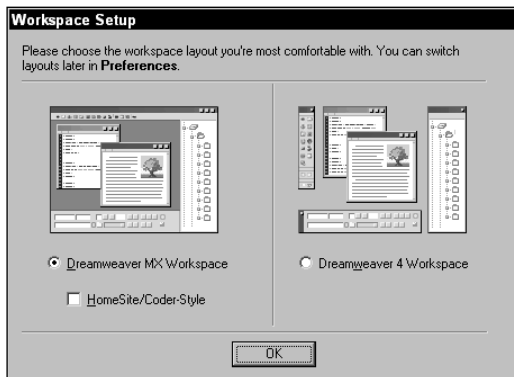 Workspace Setup
Please choose the workspace layout you're most comfortable with. You can switch
layouts later in Preferences.
Dreamweaver MX Workspace
Dreamweaver 4 Workspace
HomeSite/Coder-Style
OK